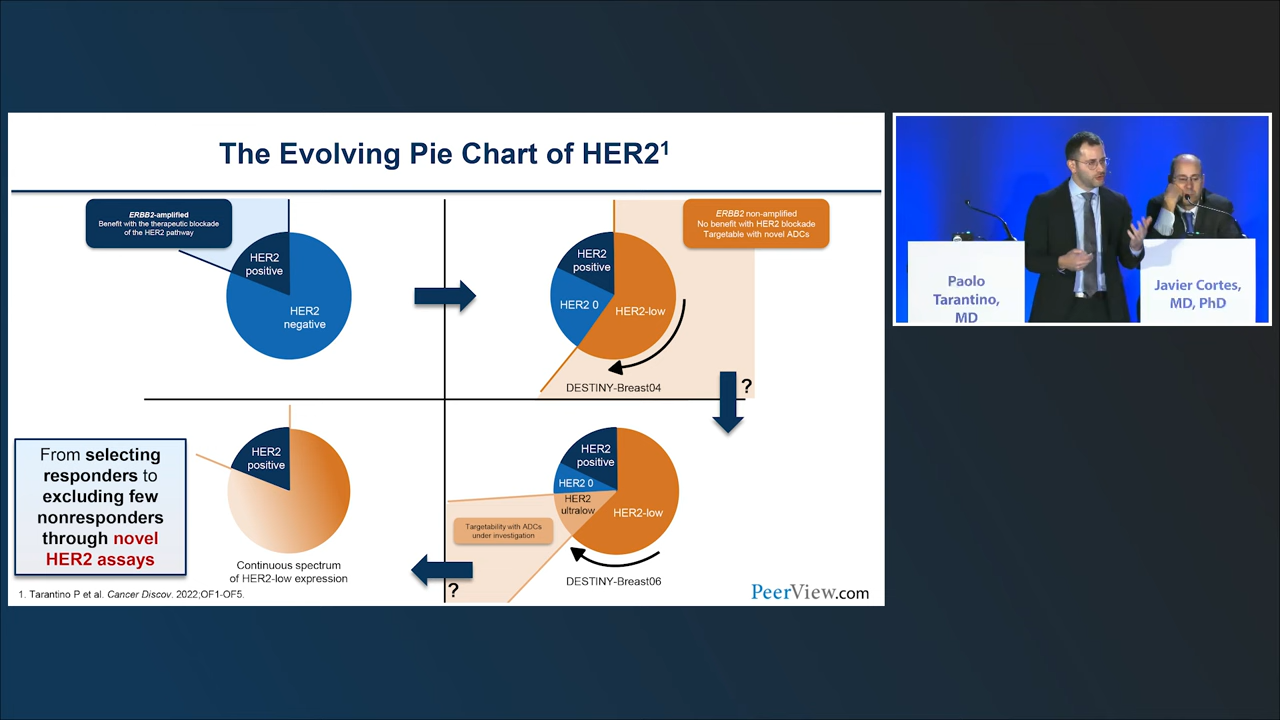 The Evolving Pie Chart of HER2¹
ERBB2-amplified
Benefit with the therapeutic blockade
of the HER2 pathway
HER2
positive
HER2
negative
ERBB2 non-amplified
No benefit with HER2 blockade
Targetable with novel ADCs
HER2
positive
HER2 0
HER2-low
DESTINY-Breast04
?
From selecting
responders to
excluding few
nonresponders
through novel
HER2 assays
HER2
positive
Continuous spectrum
of HER2-low expression
HER2
positive
HER2 0
HER2
ultralow
HER2-low
Targetability with ADCs
under investigation
DESTINY-Breast06
?
1. Tarantino P et al. Cancer Discov. 2022;OF1-OF5.
PeerView.com
Paolo
Tarantino,
MD
Javier Cortes,
MD, PhD